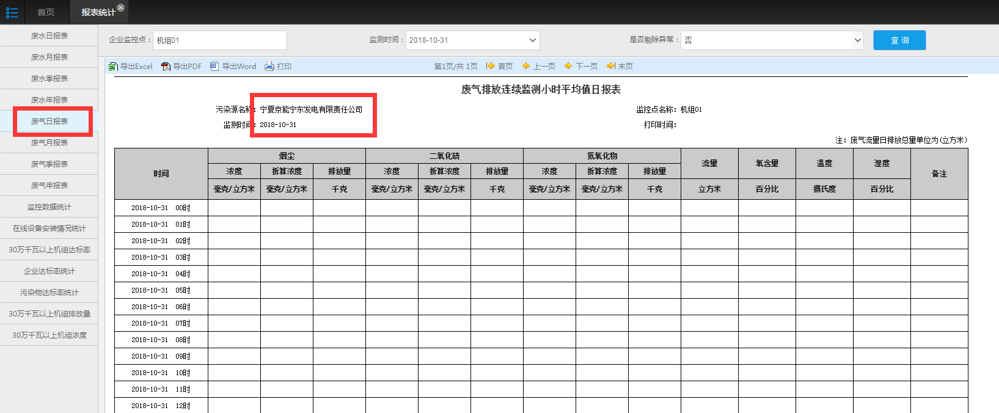 首页 报表统计
废水日报表
废水月报表
废水季报表
废水年报表
废气日报表
废气月报表
废气季报表
废气年报表
监控数据统计
在线设备安装情况统计
30万千瓦以上机组达标率
企业达标率统计
污染物达标率统计
30万千瓦以上机组排放量
30万千瓦以上机组浓度
企业监控点： 机组01 监测时间： 2018-10-31 是否剔除异常： 否 查 询
导出Excel 导出PDF 导出Word 打印 第1页/共 1页 首页 上一页 下一页 末页
废气排放连续监测小时平均值日报表
污染源名称： 宁夏京能宁东发电有限责任公司 监控点名称： 机组01
监测时间： 2018-10-31 打印时间：
注：废气流量日排放总量单位为(立方米)
时间 烟尘 二氧化硫 氮氧化物 流量 氧含量 温度 湿度 备注
浓度 折算浓度 排放量 浓度 折算浓度 排放量 浓度 折算浓度 排放量
毫克/立方米 毫克/立方米 千克 毫克/立方米 毫克/立方米 千克 毫克/立方米 毫克/立方米 千克 立方米 百分比 摄氏度 百分比
2018-10-31 00时
2018-10-31 01时
2018-10-31 02时
2018-10-31 03时
2018-10-31 04时
2018-10-31 05时
2018-10-31 06时
2018-10-31 07时
2018-10-31 08时
2018-10-31 09时
2018-10-31 10时
2018-10-31 11时
2018-10-31 12时